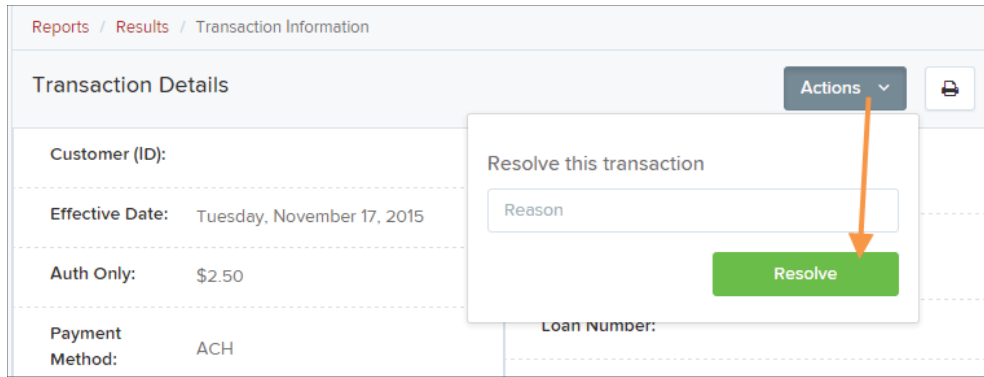 Reports / Results / Transaction Information
Transaction Details
Actions
Customer (ID):
Resolve this transaction
Reason
Effective Date: Tuesday, November 17, 2015
Resolve
Auth Only: $2.50
Loan Number:
Payment
Method: ACH